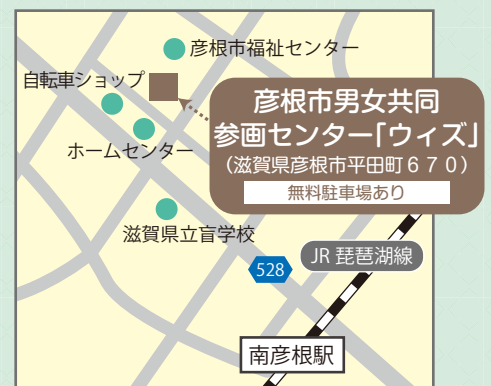 彦根市福祉センター
自転車ショップ
彦根市男女共同
参画センター「ウィズ」
（滋賀県彦根市平田町６７０）
無料駐車場あり
ホームセンター
滋賀県立盲学校
JR 琵琶湖線
528
南彦根駅